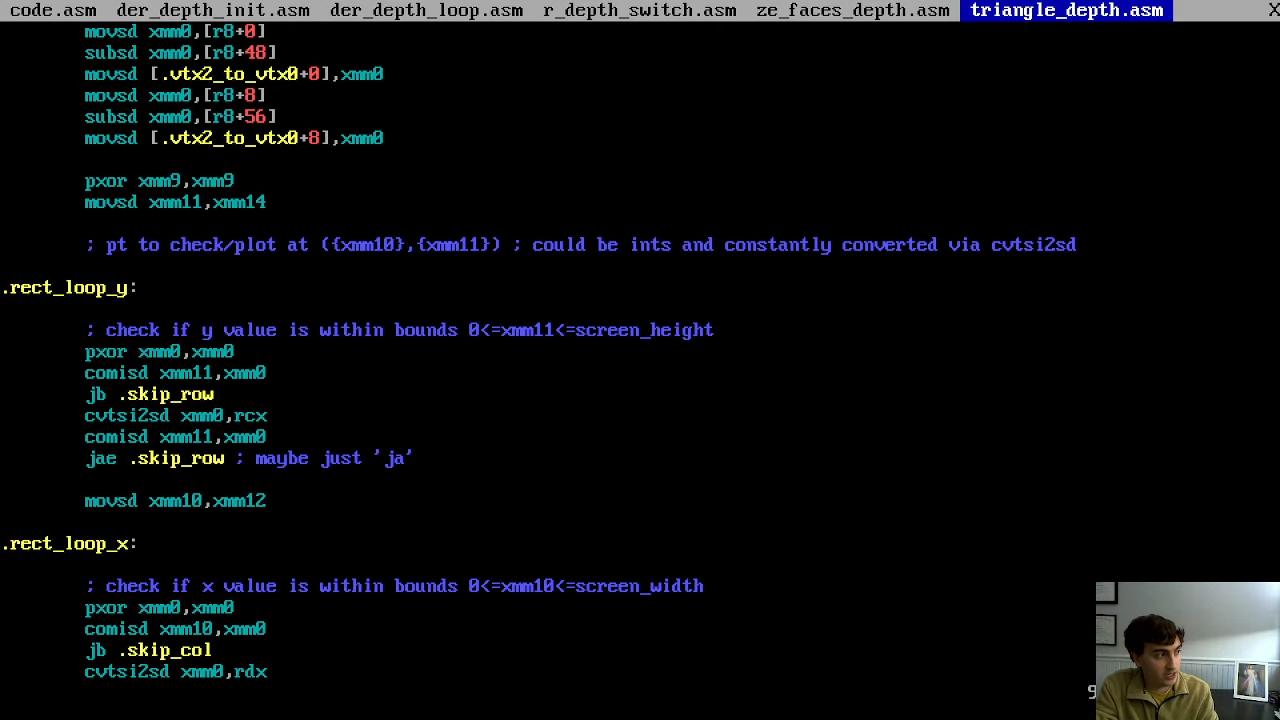 code.asm der_depth_init.asm der_depth_loop.asm r_depth_switch.asm ze_faces_depth.asm triangle_depth.asm X
movsd xmm0,[r8+0]
subsd xmm0,[r8+48]
movsd [.vtx2_to_vtx0+0],xmm0
movsd xmm0,[r8+8]
subsd xmm0,[r8+56]
movsd [.vtx2_to_vtx0+8],xmm0
pxor xmm9,xmm9
movsd xmm11,xmm14
; pt to check/plot at ({xmm10},{xmm11}) ; could be ints and constantly converted via cvtsi2sd
.rect_loop_y:
; check if y value is within bounds 0<=xmm11<=screen_height
pxor xmm0,xmm0
comisd xmm11,xmm0
jb .skip_row
cvtsi2sd xmm0,rcx
comisd xmm11,xmm0
jae .skip_row ; maybe just 'ja'
movsd xmm10,xmm12
.rect_loop_x:
; check if x value is within bounds 0<=xmm10<=screen_width
pxor xmm0,xmm0
comisd xmm10,xmm0
jb .skip_col
cvtsi2sd xmm0,rdx